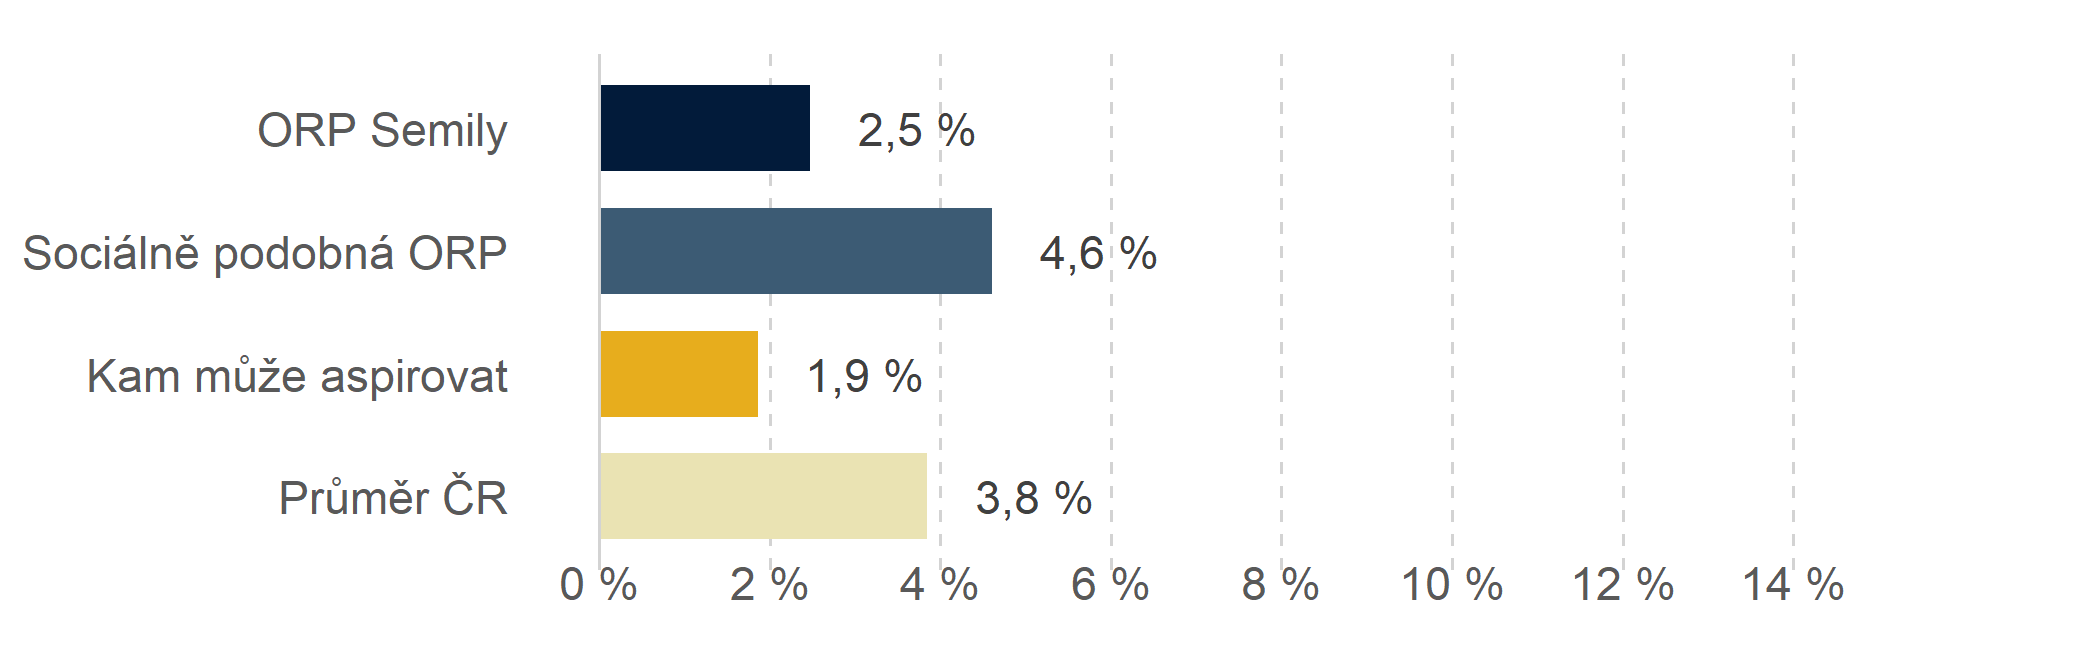 ORP Semily 2,5 %
Sociálně podobná ORP 4,6 %
Kam může aspirovat 1,9 %
Průměr ČR 3,8 %
0 % 2 % 4 % 6 % 8 % 10 % 12 % 14 %